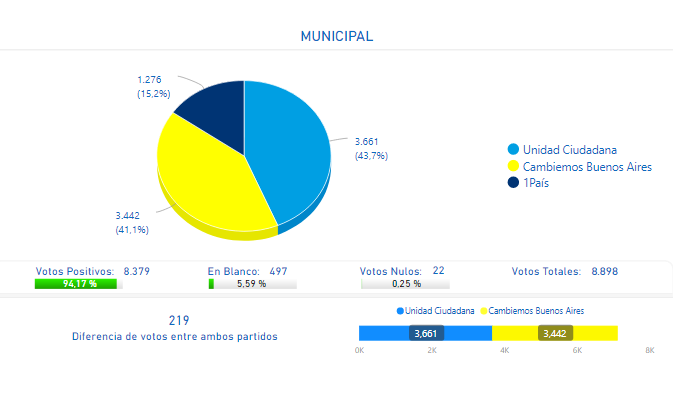 MUNICIPAL
1.276
(15,2%)
3.661
(43,7%)
3.442
(41,1%)
Unidad Ciudadana
Cambiemos Buenos Aires
1País
Votos Positivos: 8.379
94,17 %
En Blanco: 497
5,59 %
Votos Nulos: 22
0,25 %
Votos Totales: 8.898
219
Diferencia de votos entre ambos partidos
Unidad Ciudadana Cambiemos Buenos Aires
3,661 3,442
0K 2K 4K 6K 8K